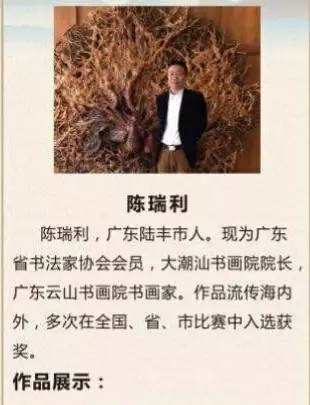 陈瑞利
陈瑞利，广东陆丰市人。现为广东
省书法家协会会员，大潮汕书画院院长，
广东云山书画院书画家。作品流传海内
外，多次在全国、省、市比赛中入选获
奖。
作品展示：